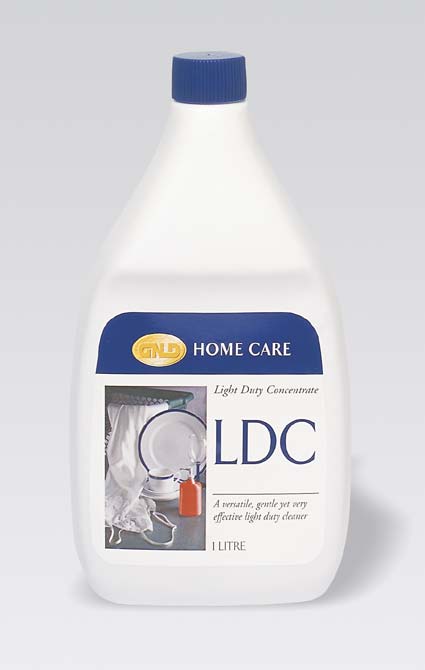 GNLD HOME CARE
Light Duty Concentrate
LDC
A versatile, gentle yet very
effective light duty cleaner
1 LITRE